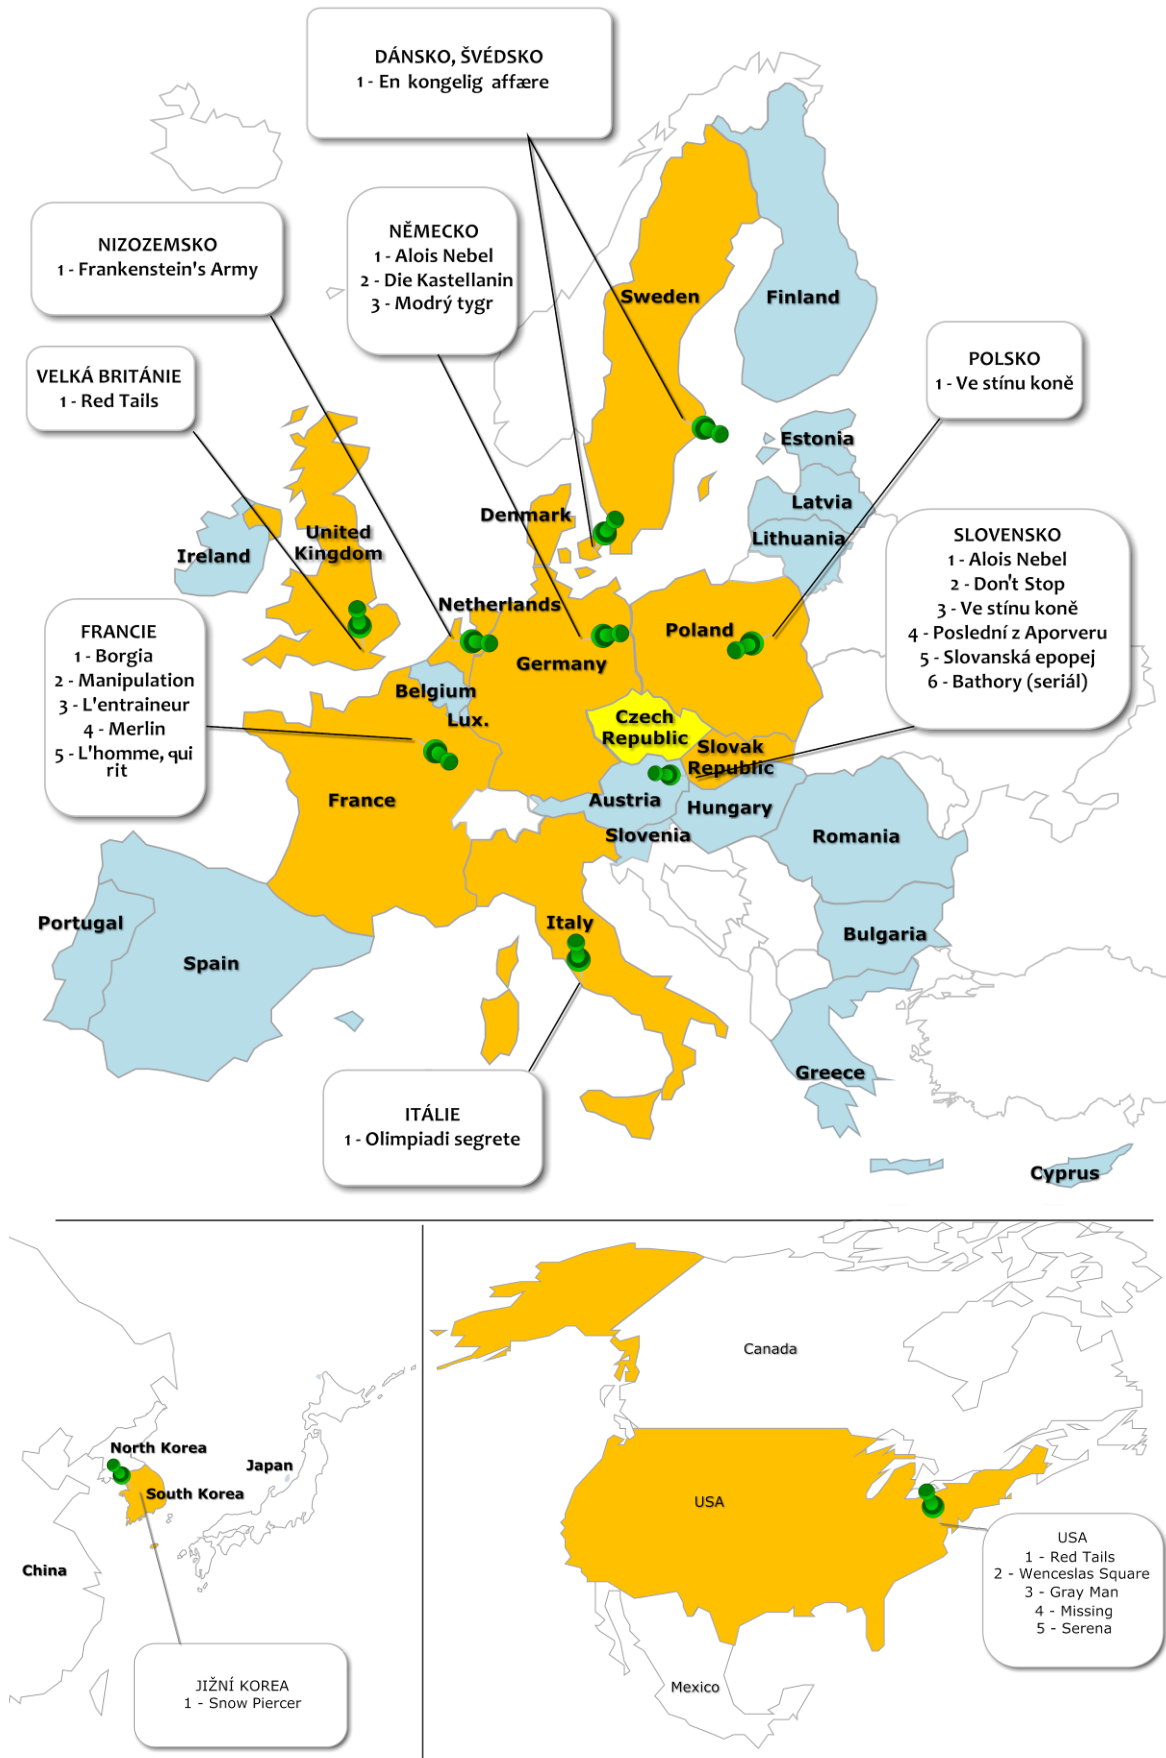 DÁNSKO, ŠVÉDSKO
1 - En kongelig affære
NĚMECKO
1 - Alois Nebel
2 - Die Kastellanin
3 - Modrý tygr
NIZOZEMSKO
1 - Frankenstein's Army
VELKÁ BRITÁNIE
1 - Red Tails
POLSKO
1 - Ve stínu koně
SLOVENSKO
1 - Alois Nebel
2 - Don't Stop
3 - Ve stínu koně
4 - Poslední z Aporveru
5 - Slovanská epopej
6 - Bathory (seriál)
FRANCIE
1 - Borgia
2 - Manipulation
3 - L'entraineur
4 - Merlin
5 - L'homme, qui
rit
Sweden
Finland
Estonia
Latvia
Lithuania
Denmark
United
Kingdom
Ireland
Netherlands
Poland
Germany
Belgium
Lux.
Czech
Republic
Slovak
Republic
France
Austria
Hungary
Slovenia
Romania
Italy
Portugal
Spain
Bulgaria
Greece
Cyprus
ITÁLIE
1 - Olimpiadi segrete
North Korea
Japan
South Korea
China
JIŽNÍ KOREA
1 - Snow Piercer
Canada
USA
Mexico
USA
1 - Red Tails
2 - Wenceslas Square
3 - Gray Man
4 - Missing
5 - Serena